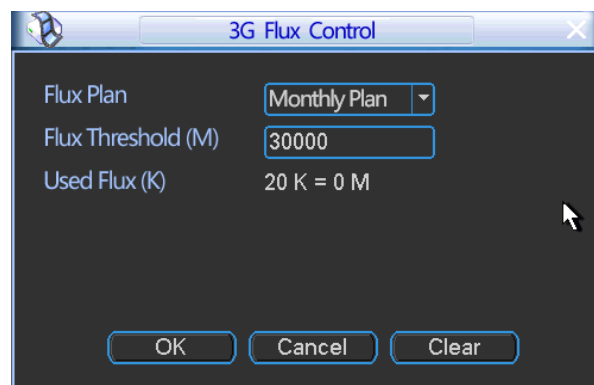 3G Flux Control
Flux Plan Monthly Plan
Flux Threshold (M) 30000
Used Flux (K) 20 K = 0 M
OK Cancel Clear